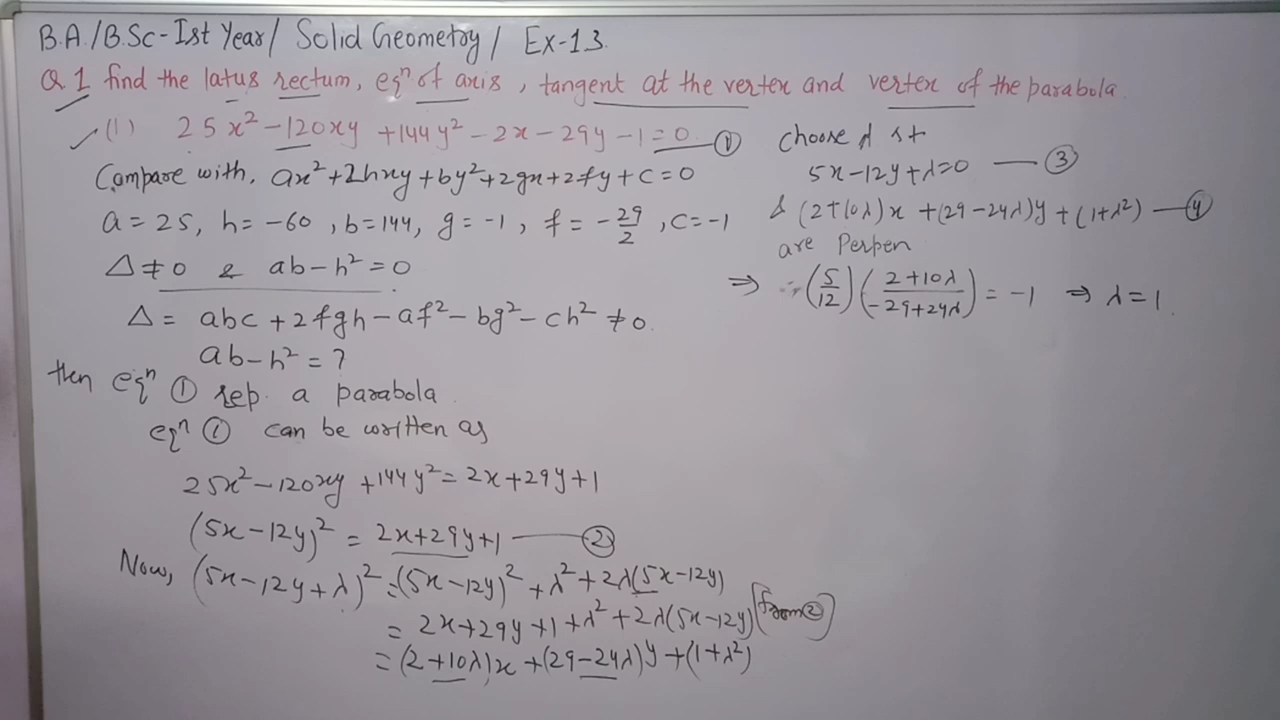 B.A./B.Sc-Ist Year/ Solid Geometry/ Ex-13.
Q.1 find the latus rectum, eqⁿ of axis, tangent at the vertex and vertex of the parabola.
(1) 25x²-120xy+144y²-2x-29y-1=0 —①
Compare with, ax²+2hxy+by²+2gx+2fy+c=0
a=25, h=-60, b=144, g=-1, f=-29/2, c=-1
Δ≠0 & ab-h²=0
Δ= abc+2fgh-af²-bg²-ch²≠0.
ab-h²=?
then eqⁿ ① rep. a parabola.
eqⁿ ① can be written as
25x²-120xy+144y²=2x+29y+1
(5x-12y)²=2x+29y+1 —②
Now, (5x-12y+λ)²=(5x-12y)²+λ²+2λ(5x-12y)
=2x+29y+1+λ²+2λ(5x-12y) (from②)
=(2+10λ)x+(29-24λ)y+(1+λ²)
choose λ st
5x-12y+λ=0 —③
& (2+10λ)x+(29-24λ)y+(1+λ²) —④
are Perpen
⇒ (5/12)(2+10λ/-29+24λ)=-1 ⇒ λ=1.